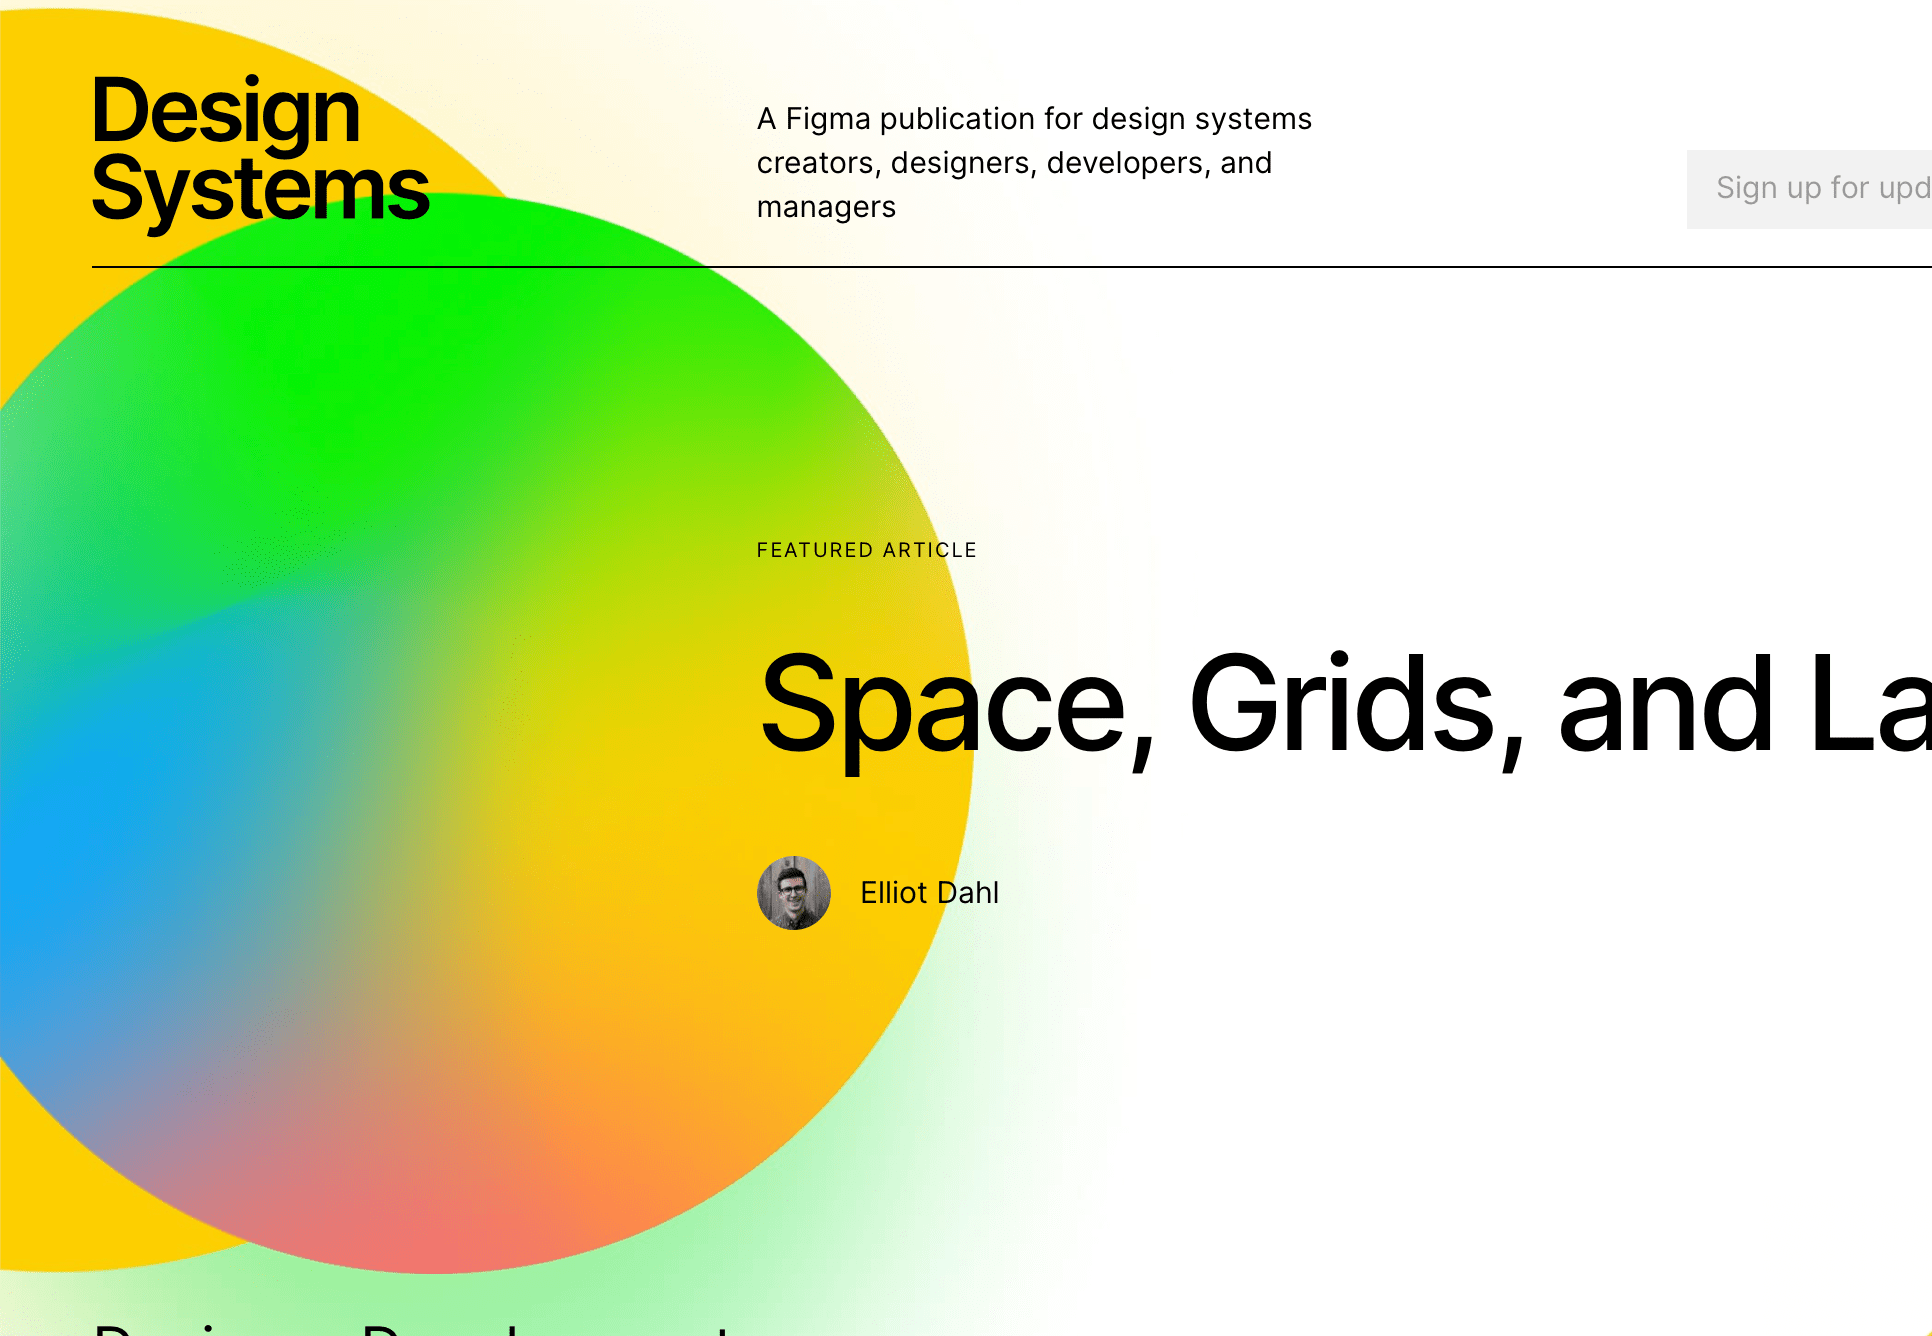 Design
Systems
A Figma publication for design systems
creators, designers, developers, and
managers
Sign up for upd
FEATURED ARTICLE
Space, Grids, and La
Elliot Dahl